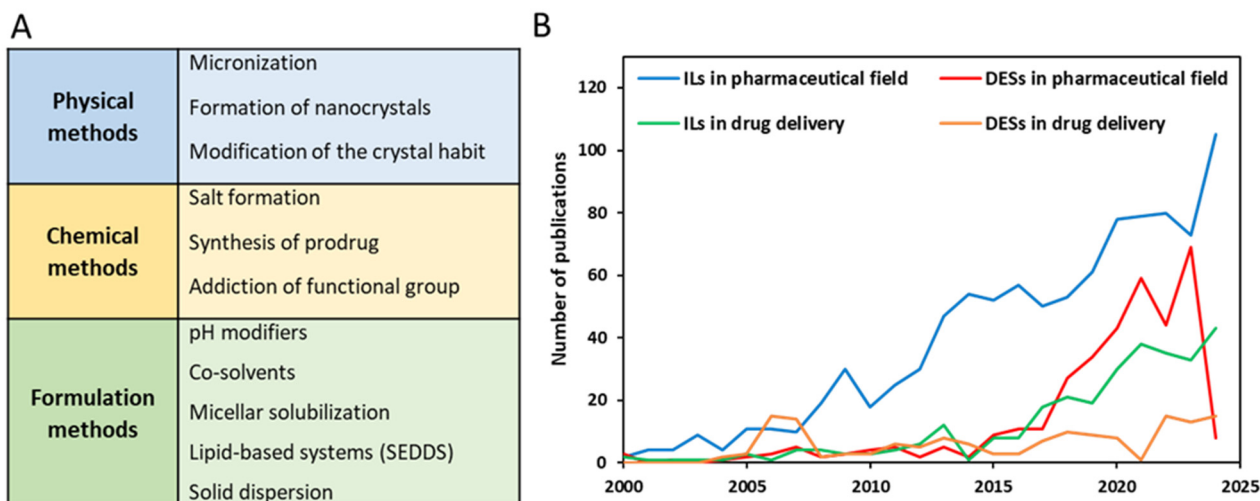 A
Physical
methods
Micronization
Formation of nanocrystals
Modification of the crystal habit
Chemical
methods
Salt formation
Synthesis of prodrug
Addiction of functional group
Formulation
methods
pH modifiers
Co-solvents
Micellar solubilization
Lipid-based systems (SEDDS)
Solid dispersion
B
ILs in pharmaceutical field
DESs in pharmaceutical field
ILs in drug delivery
DESs in drug delivery
Number of publications
120
100
80
60
40
20
0
2000 2005 2010 2015 2020 2025